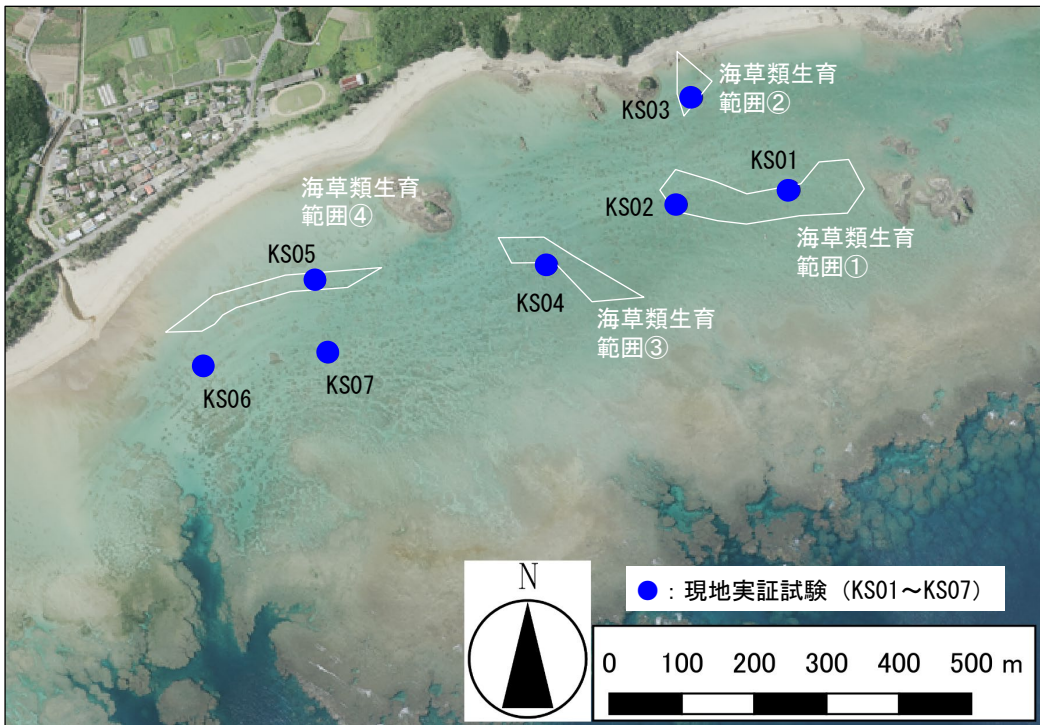 海草類生育
範囲②
KS03
KS01
KS02
海草類生育
範囲①
海草類生育
範囲④
KS05
KS04
海草類生育
範囲③
KS06
KS07
N
●：現地実証試験（KS01～KS07）
0 100 200 300 400 500 m